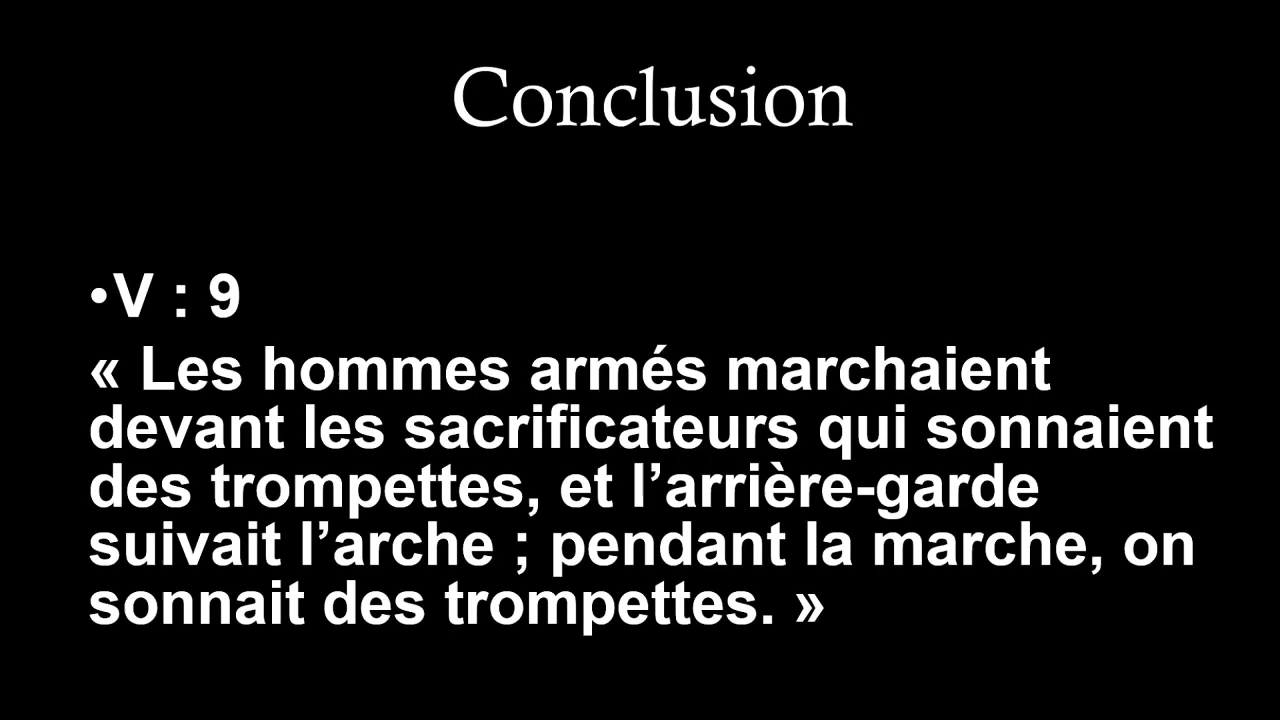 Conclusion
•V : 9
« Les hommes armés marchaient
devant les sacrificateurs qui sonnaient
des trompettes, et l’arrière-garde
suivait l’arche ; pendant la marche, on
sonnait des trompettes. »